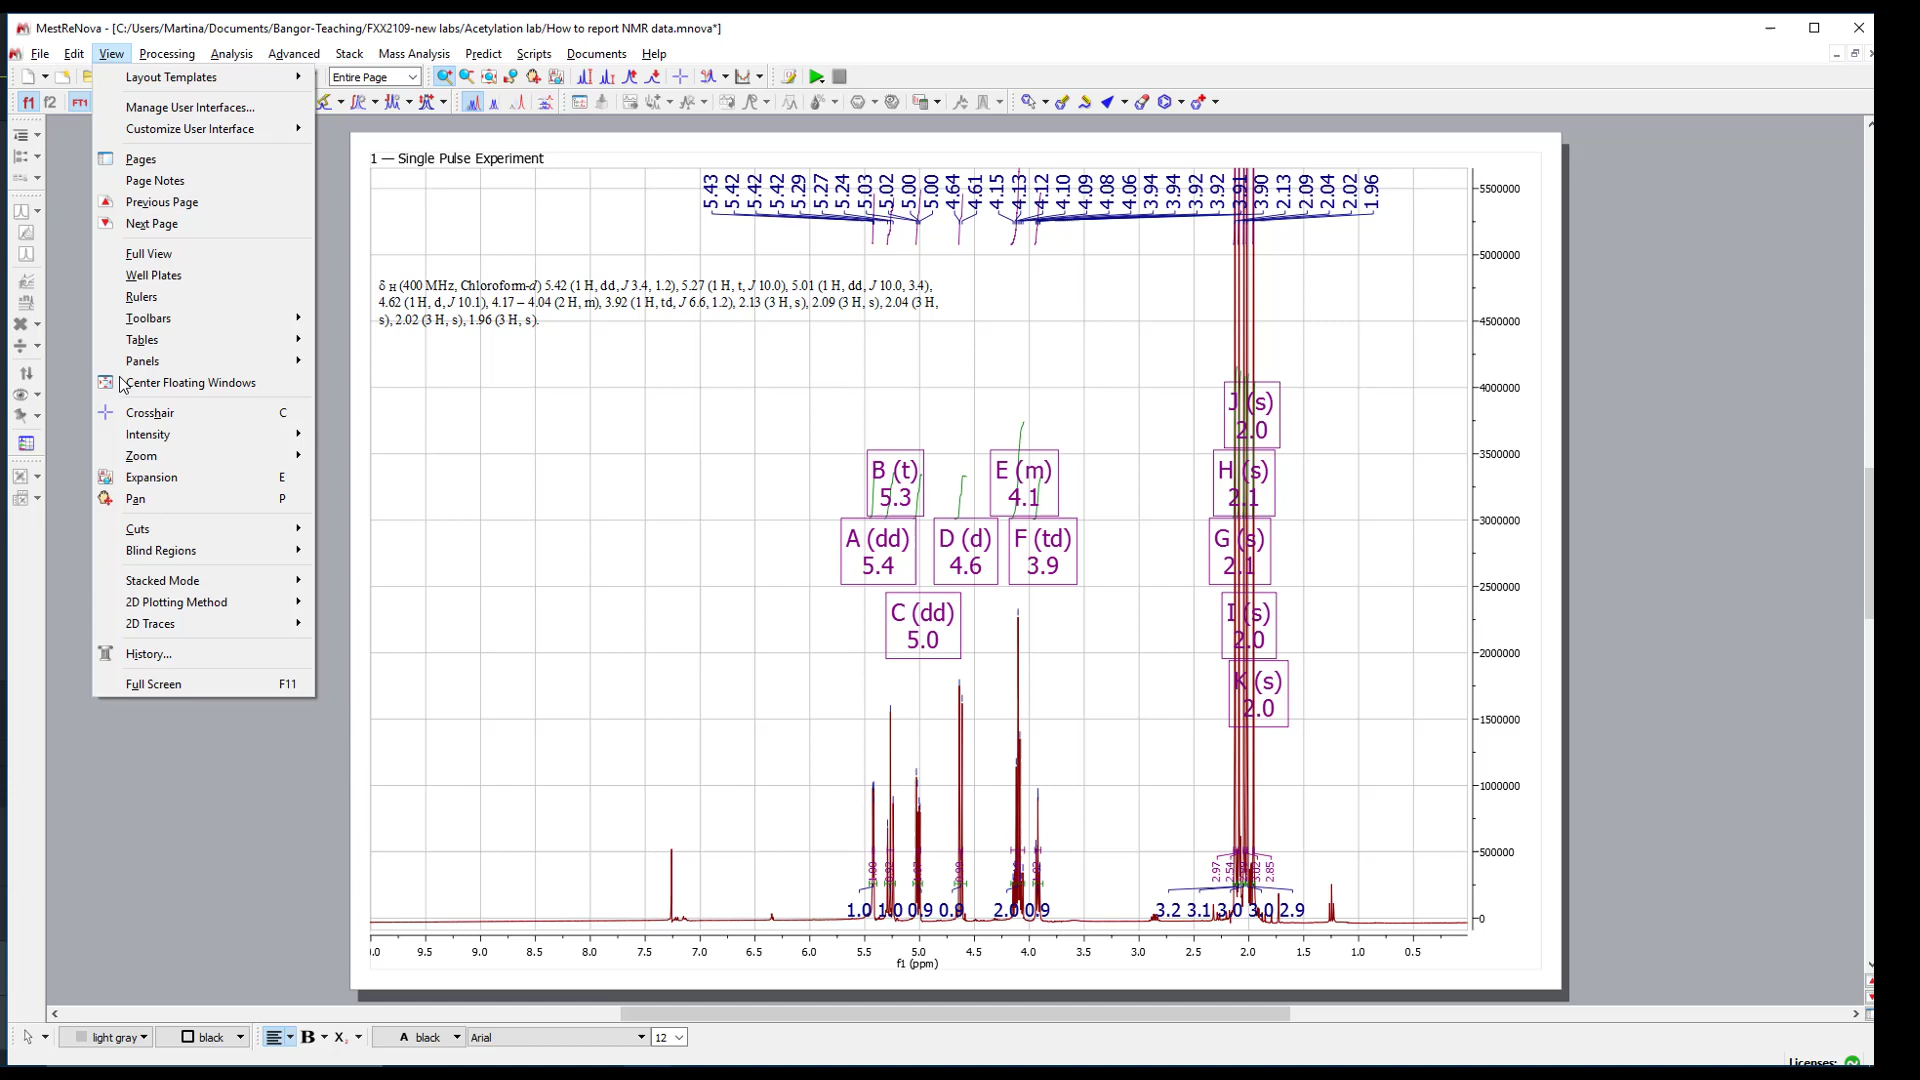 MestReNova - [C:/Users/Martina/Documents/Bangor-Teaching/FXX2109-new labs/Acetylation lab/How to report NMR data.mnova*]
File Edit View Processing Analysis Advanced Stack Mass Analysis Predict Scripts Documents Help
Entire Page
f1 f2 FT1
Layout Templates
Manage User Interfaces...
Customize User Interface
Pages
Page Notes
Previous Page
Next Page
Full View
Well Plates
Rulers
Toolbars
Tables
Panels
Center Floating Windows
Crosshair C
Intensity
Zoom
Expansion E
Pan P
Cuts
Blind Regions
Stacked Mode
2D Plotting Method
2D Traces
History...
Full Screen F11
1 — Single Pulse Experiment
5.43 5.42 5.42 5.42 5.29 5.27 5.24 5.03 5.02 5.00 5.00 4.64 4.61 4.15 4.13 4.12 4.10 4.09 4.08 4.06 3.94 3.94 3.92 3.92 3.91 3.90 2.13 2.09 2.04 2.02 1.96
δ H (400 MHz, Chloroform-d) 5.42 (1 H, dd, J 3.4, 1.2), 5.27 (1 H, t, J 10.0), 5.01 (1 H, dd, J 10.0, 3.4),
4.62 (1 H, d, J 10.1), 4.17 – 4.04 (2 H, m), 3.92 (1 H, td, J 6.6, 1.2), 2.13 (3 H, s), 2.09 (3 H, s), 2.04 (3 H,
s), 2.02 (3 H, s), 1.96 (3 H, s).
5500000
5000000
4500000
4000000
3500000
3000000
2500000
2000000
1500000
1000000
500000
0
J (s)
2.0
B (t)
5.3
E (m)
4.1
H (s)
2.1
A (dd)
5.4
D (d)
4.6
F (td)
3.9
G (s)
2.1
C (dd)
5.0
I (s)
2.0
K (s)
2.0
2.97 2.54 3.02 2.85
1.0 1.0 0.9 0.9 2.0 0.9 3.2 3.1 3.0 3.0 2.9
.0 9.5 9.0 8.5 8.0 7.5 7.0 6.5 6.0 5.5 5.0 4.5 4.0 3.5 3.0 2.5 2.0 1.5 1.0 0.5
f1 (ppm)
light gray black B X A black Arial 12
Licenses: